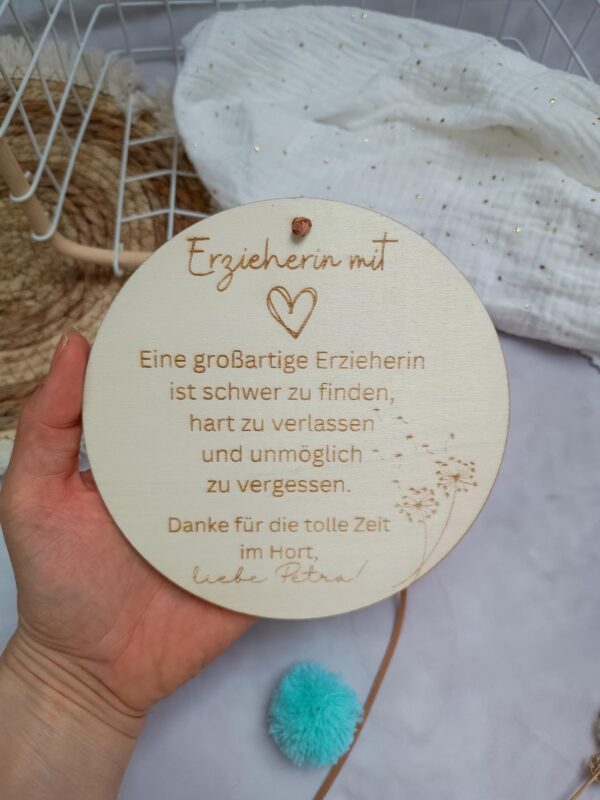 Erzieherin mit
Eine großartige Erzieherin
ist schwer zu finden,
hart zu verlassen
und unmöglich
zu vergessen.
Danke für die tolle Zeit
im Hort,
liebe Petra!